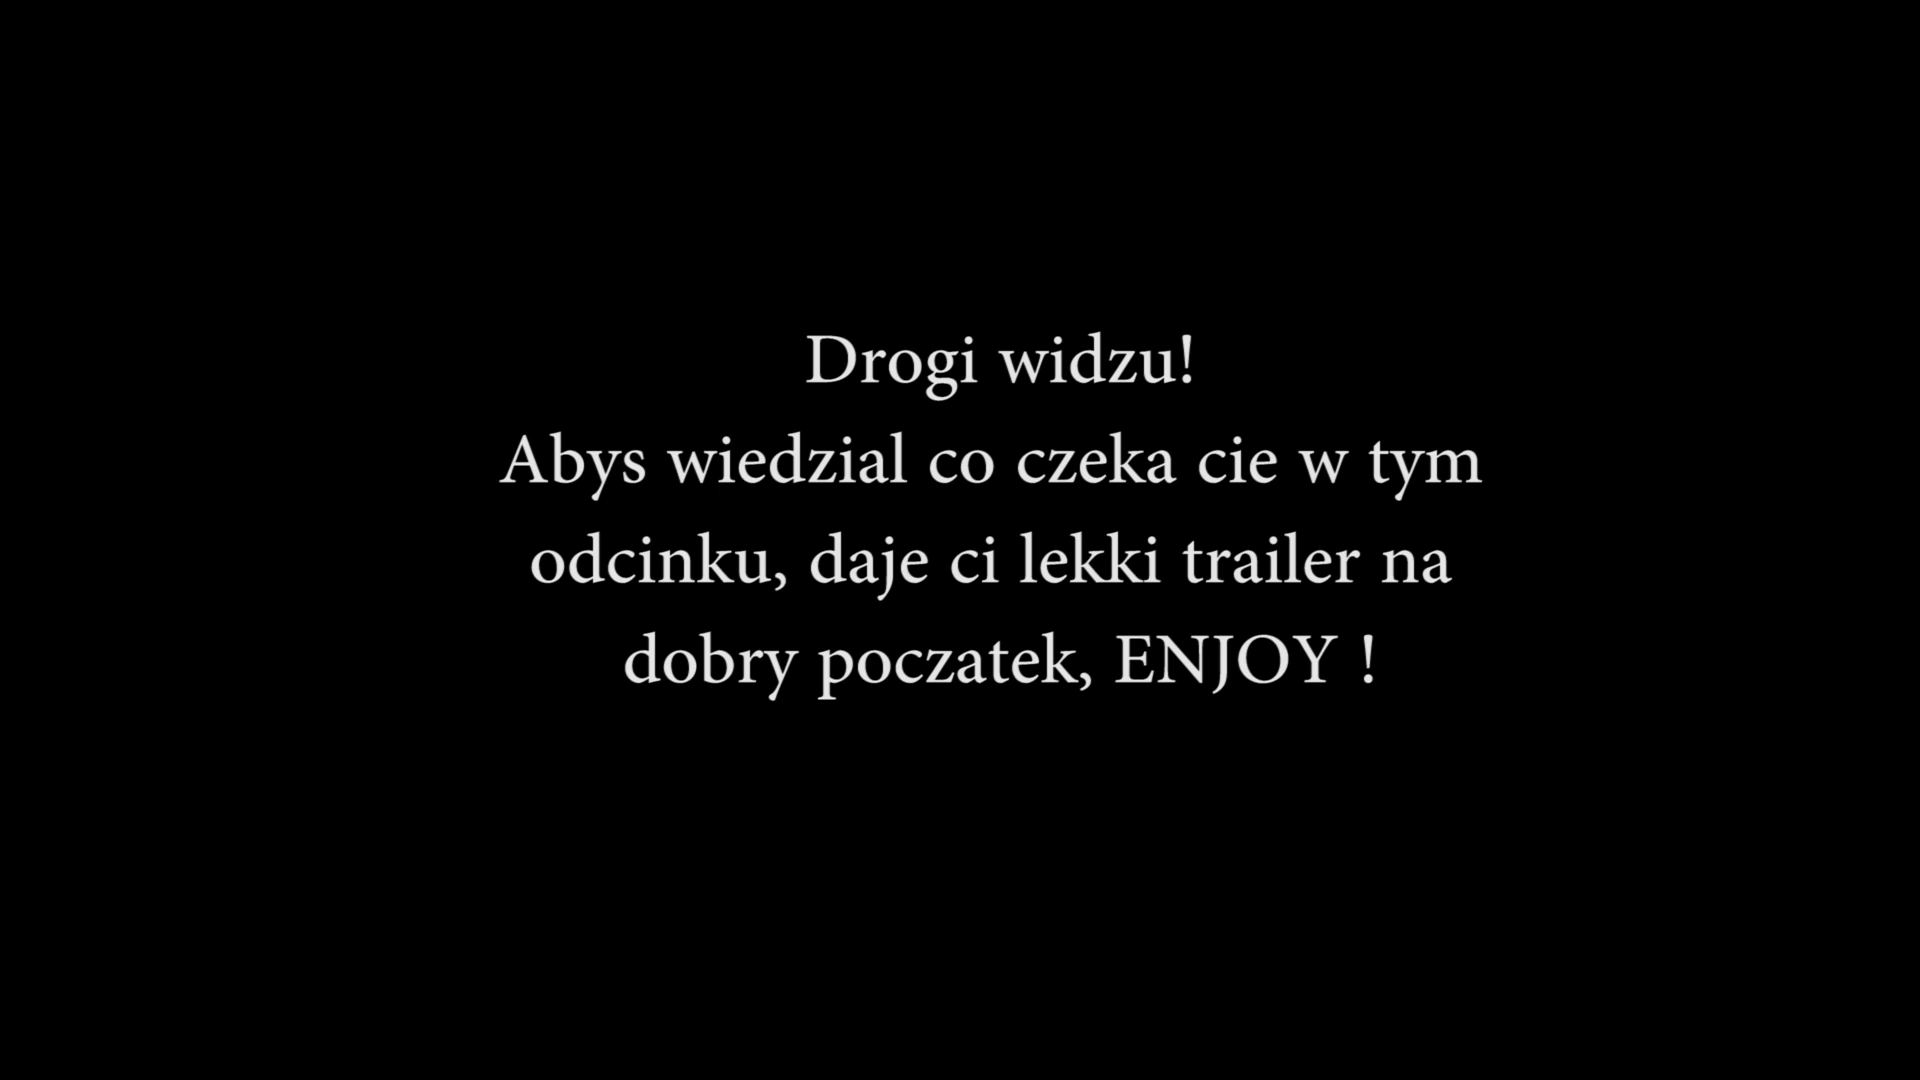 Drogi widzu!
Abys wiedzial co czeka cie w tym
odcinku, daje ci lekki trailer na
dobry poczatek, ENJOY !